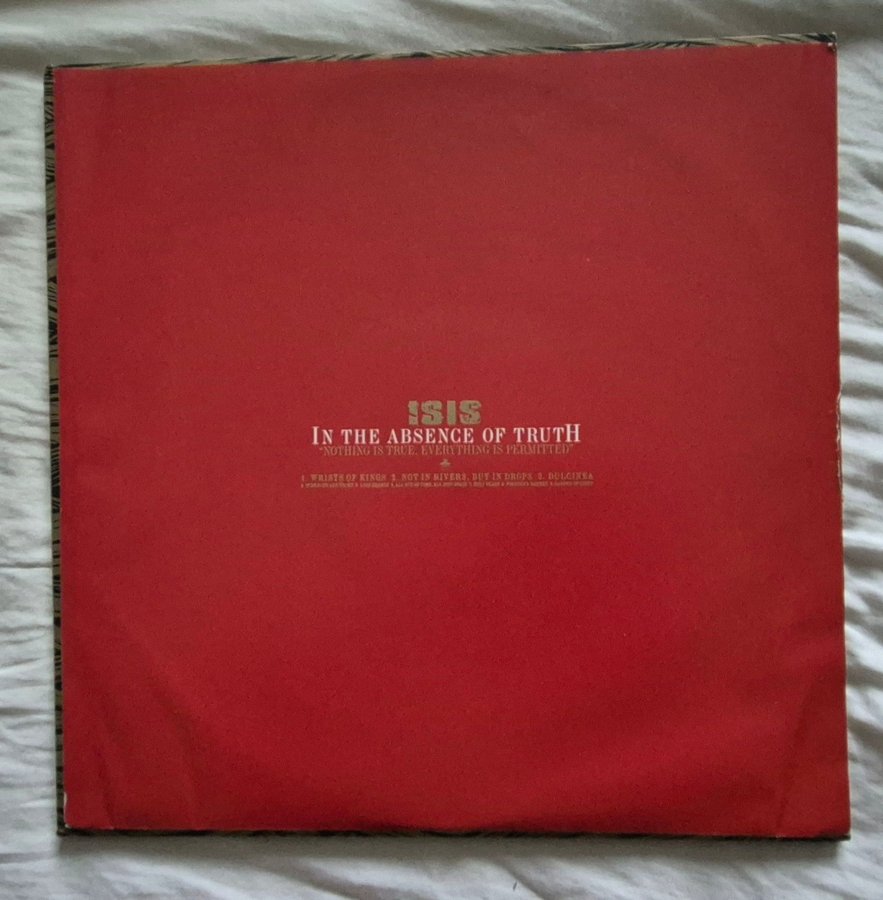 ISIS
IN THE ABSENCE OF TRUTH
"NOTHING IS TRUE, EVERYTHING IS PERMITTED"
1. WRISTS OF KINGS 2. NOT IN RIVERS, BUT IN DROPS 3. DULCINEA